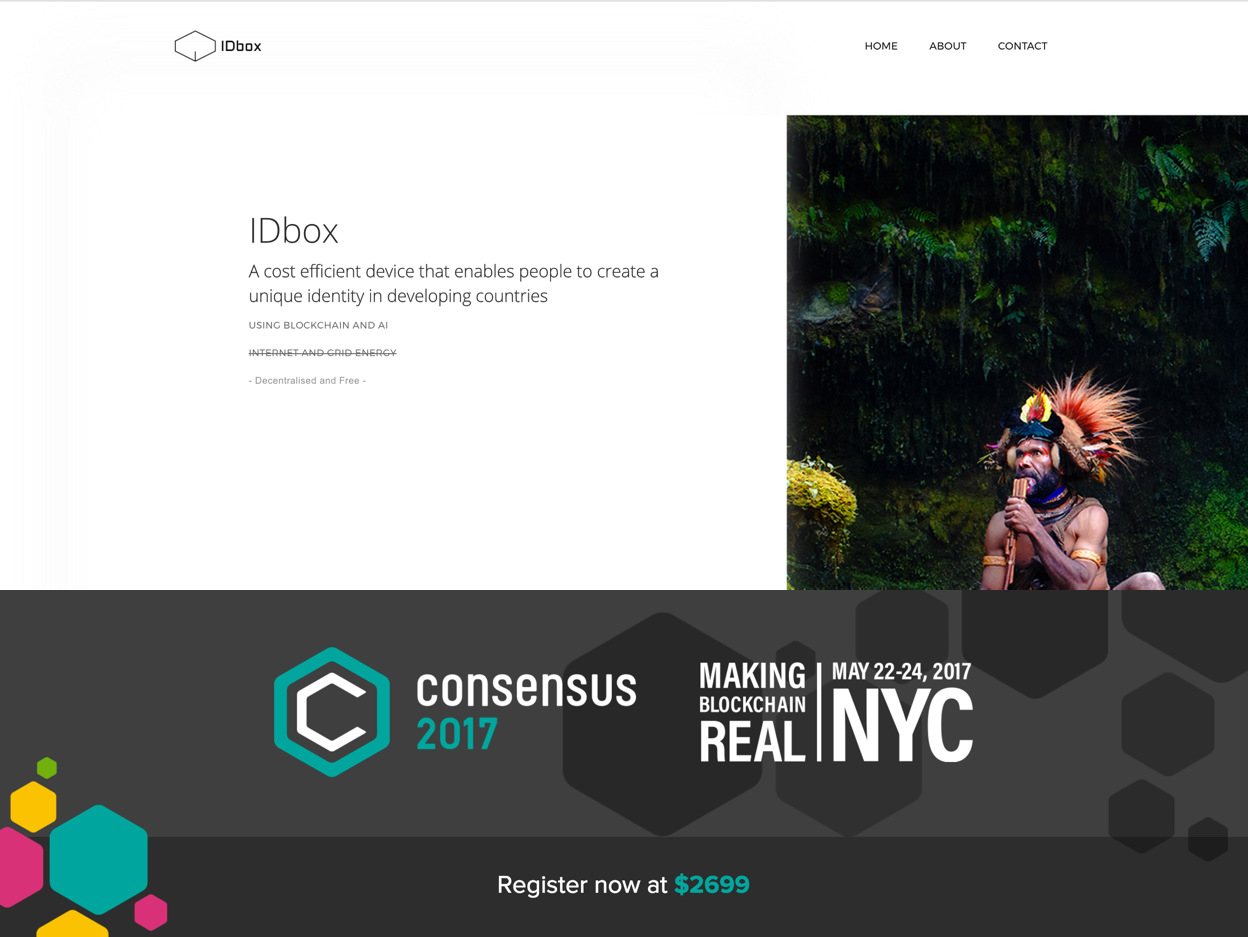 IDbox
HOME
ABOUT
CONTACT
IDbox
A cost efficient device that enables people to create a
unique identity in developing countries
USING BLOCKCHAIN AND AI
INTERNET AND GRID ENERGY
- Decentralised and Free -
consensus
2017
MAKING
BLOCKCHAIN
REAL
MAY 22-24, 2017
NYC
Register now at $2699